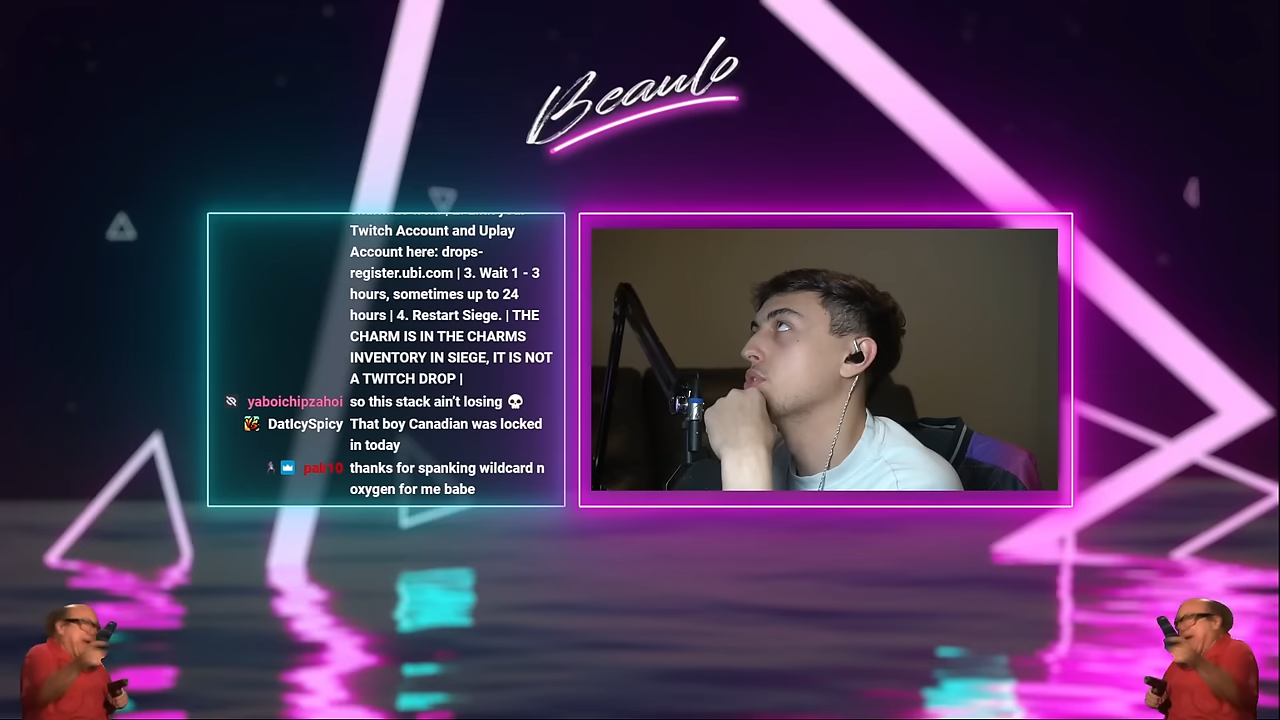 Beaulo
Twitch Account and Uplay
Account here: drops-
register.ubi.com | 3. Wait 1 - 3
hours, sometimes up to 24
hours | 4. Restart Siege. | THE
CHARM IS IN THE CHARMS
INVENTORY IN SIEGE, IT IS NOT
A TWITCH DROP |
yaboichipzahoi so this stack ain't losing 💀
DatIcySpicy That boy Canadian was locked
in today
pak10 thanks for spanking wildcard n
oxygen for me babe